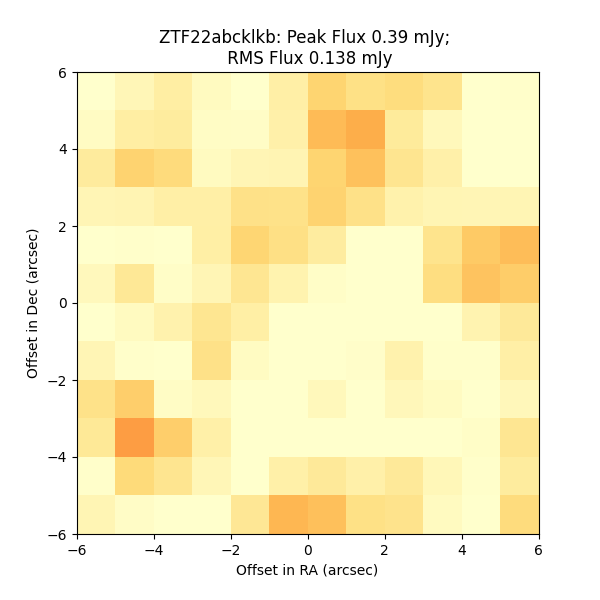 ZTF22abcklkb: Peak Flux 0.39 mJy;
RMS Flux 0.138 mJy
6
4
2
0
−2
−4
−6
Offset in Dec (arcsec)
−6 −4 −2 0 2 4 6
Offset in RA (arcsec)